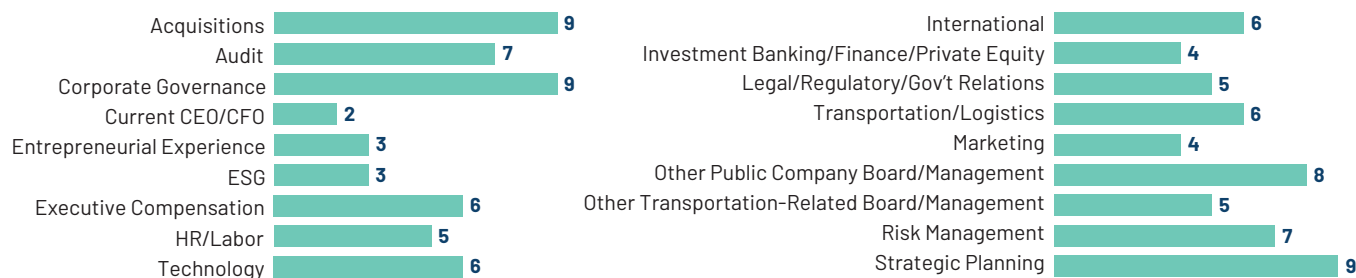 Acquisitions 9
Audit 7
Corporate Governance 9
Current CEO/CFO 2
Entrepreneurial Experience 3
ESG 3
Executive Compensation 6
HR/Labor 5
Technology 6
International 6
Investment Banking/Finance/Private Equity 4
Legal/Regulatory/Gov’t Relations 5
Transportation/Logistics 6
Marketing 4
Other Public Company Board/Management 8
Other Transportation-Related Board/Management 5
Risk Management 7
Strategic Planning 9